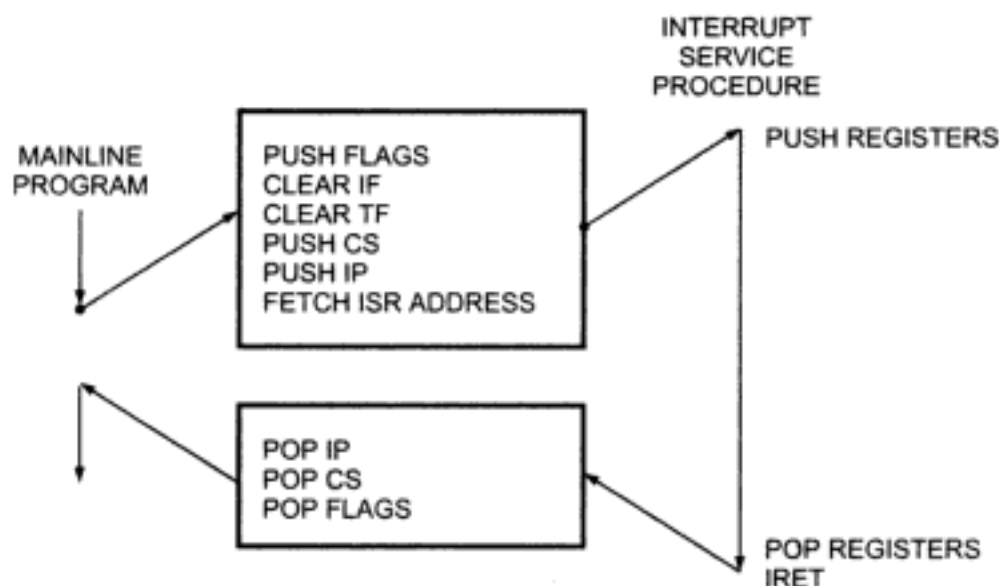 INTERRUPT
SERVICE
PROCEDURE
MAINLINE
PROGRAM
PUSH FLAGS
CLEAR IF
CLEAR TF
PUSH CS
PUSH IP
FETCH ISR ADDRESS
PUSH REGISTERS
POP IP
POP CS
POP FLAGS
POP REGISTERS
IRET